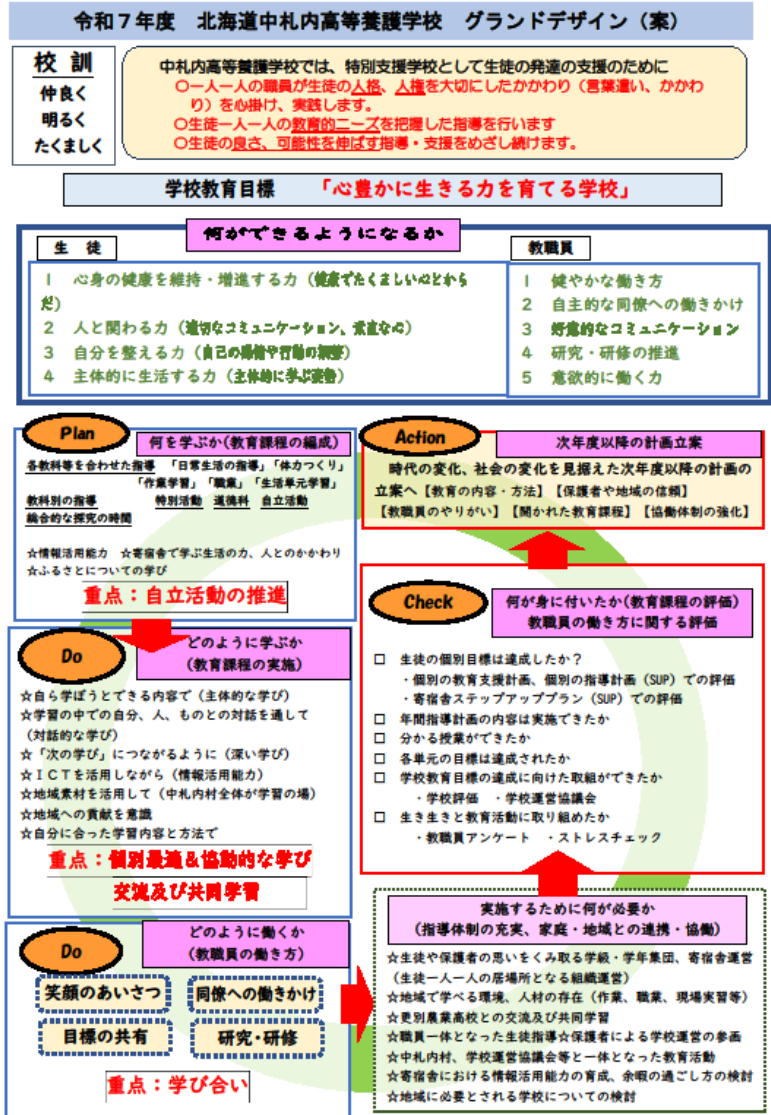 令和７年度　北海道中札内高等養護学校　グランドデザイン（案）
校 訓
仲良く
明るく
たくましく
中札内高等養護学校では、特別支援学校として生徒の発達の支援のために
〇一人一人の職員が生徒の人格、人権を大切にしたかかわり（言葉遣い、かかわ
り）を心掛け、実践します。
〇生徒一人一人の教育的ニーズを把握した指導を行います
〇生徒の良さ、可能性を伸ばす指導・支援をめざし続けます。
学校教育目標　「心豊かに生きる力を育てる学校」
何ができるようになるか
生　徒
１　心身の健康を維持・増進する力（健康でたくましい心とから
だ）
２　人と関わる力（適切なコミュニケーション、素直な心）
３　自分を整える力（自己の感情や行動の調整）
４　主体的に生活する力（主体的に学ぶ姿勢）
教職員
１　健やかな働き方
２　自主的な同僚への働きかけ
３　好意的なコミュニケーション
４　研究・研修の推進
５　意欲的に働く力
Plan
何を学ぶか(教育課程の編成)
各教科等を合わせた指導　「日常生活の指導」「体力つくり」
「作業学習」「職業」「生活単元学習」
教科別の指導　特別活動　道徳科　自立活動
総合的な探究の時間
☆情報活用能力　☆寄宿舎で学ぶ生活の力、人とのかかわり
☆ふるさとについての学び
重点：自立活動の推進
Do
どのように学ぶか
（教育課程の実施）
☆自ら学ぼうとできる内容で（主体的な学び）
☆学習の中での自分、人、ものとの対話を通して
（対話的な学び）
☆「次の学び」につながるように（深い学び）
☆ＩＣＴを活用しながら（情報活用能力）
☆地域素材を活用して（中札内村全体が学習の場）
☆地域への貢献を意識
☆自分に合った学習内容と方法で
重点：個別最適＆協働的な学び
交流及び共同学習
Do
どのように働くか
（教職員の働き方）
笑顔のあいさつ
同僚への働きかけ
目標の共有
研究・研修
重点：学び合い
Action
次年度以降の計画立案
時代の変化、社会の変化を見据えた次年度以降の計画の
立案へ【教育の内容・方法】【保護者や地域の信頼】
【教職員のやりがい】【開かれた教育課程】【協働体制の強化】
Check
何が身に付いたか(教育課程の評価)
教職員の働き方に関する評価
□　生徒の個別目標は達成したか？
・個別の教育支援計画、個別の指導計画（SUP）での評価
・寄宿舎ステップアッププラン（SUP）での評価
□　年間指導計画の内容は実施できたか
□　分かる授業ができたか
□　各単元の目標は達成されたか
□　学校教育目標の達成に向けた取組ができたか
・学校評価　・学校運営協議会
□　生き生きと教育活動に取り組めたか
・教職員アンケート　・ストレスチェック
実施するために何が必要か
（指導体制の充実、家庭・地域との連携・協働）
☆生徒や保護者の思いをくみ取る学級・学年集団、寄宿舎運営
（生徒一人一人の居場所となる組織運営）
☆地域で学べる環境、人材の存在（作業、職業、現場実習等）
☆更別農業高校との交流及び共同学習
☆職員一体となった生徒指導☆保護者による学校運営の参画
☆中札内村、学校運営協議会等と一体となった教育活動
☆寄宿舎における情報活用能力の育成、余暇の過ごし方の検討
☆地域に必要とされる学校についての検討